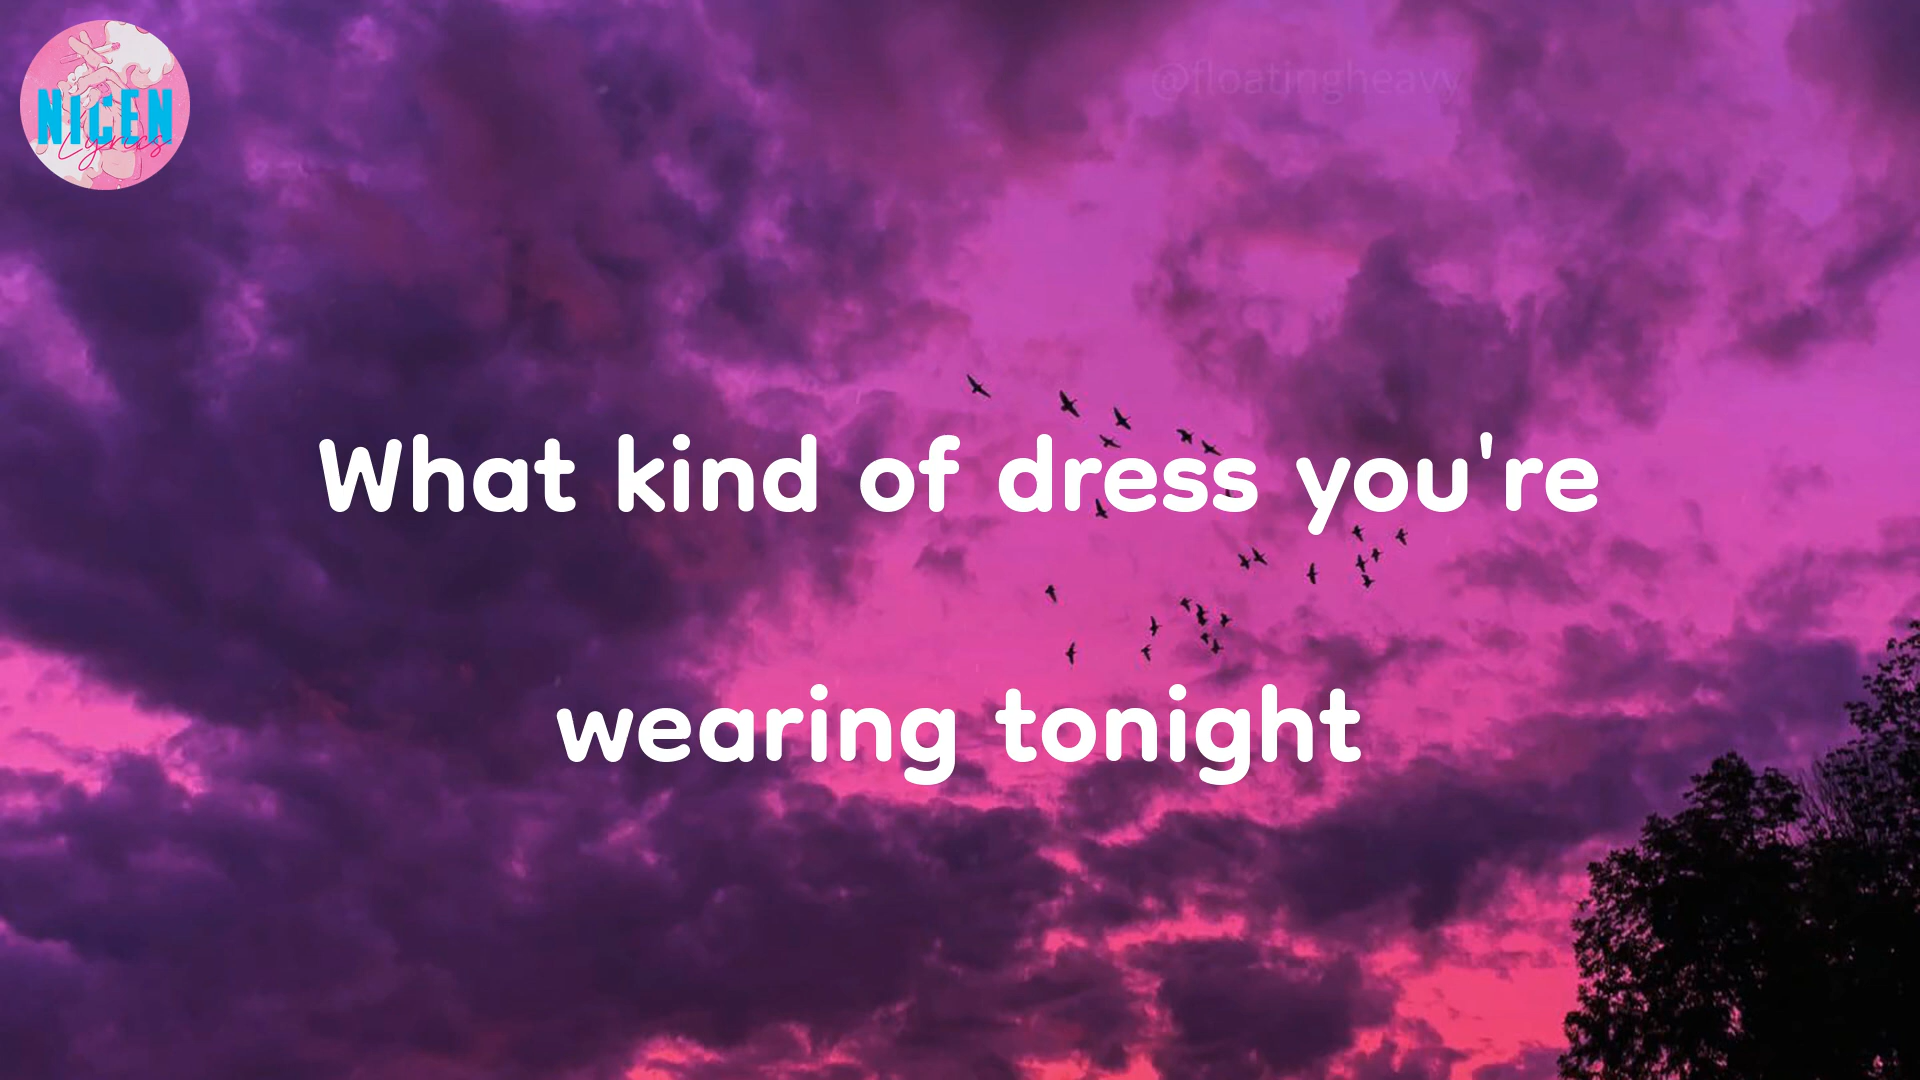 NICEN
Lyrics
@floatingheavy
What kind of dress you're
wearing tonight